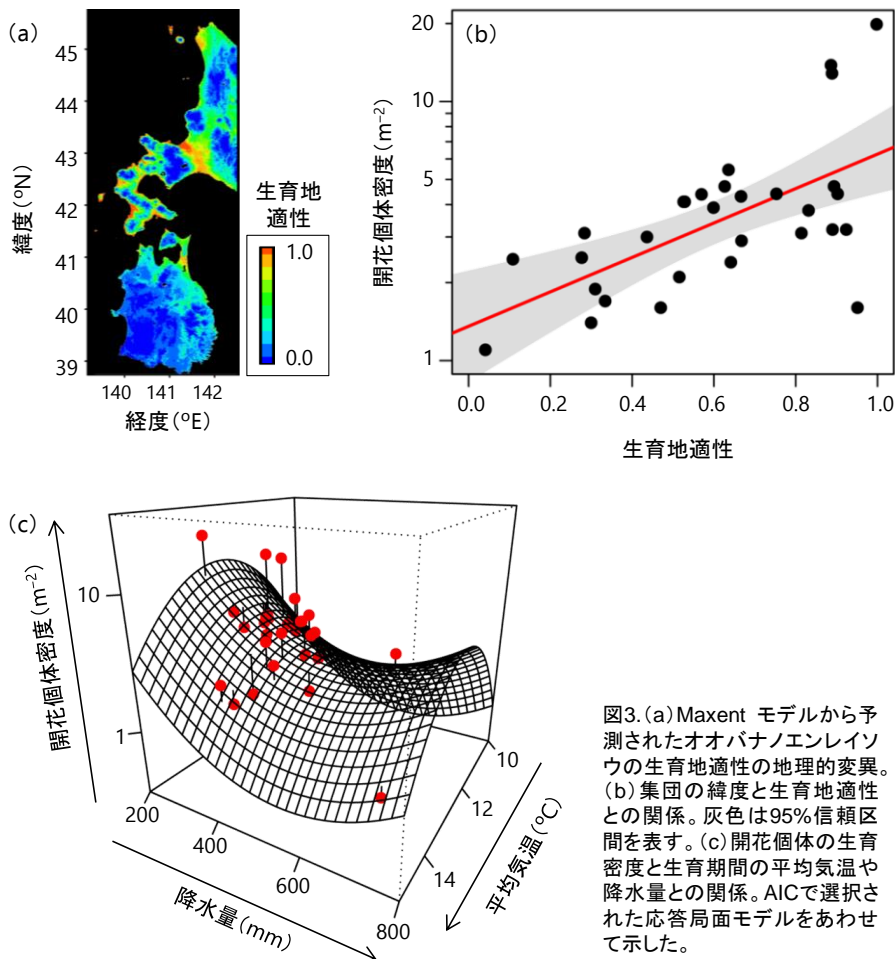 (a)
45
44
43
42
41
40
39
緯度(ºN)
140 141 142
経度(ºE)
生育地
適性
1.0
0.0
(b)
20
10
5
1
開花個体密度(m⁻²)
0.0 0.2 0.4 0.6 0.8 1.0
生育地適性
(c)
開花個体密度(m⁻²)
10
1
200
400
600
800
降水量(mm)
10
12
14
平均気温(ºC)
図3.(a)Maxent モデルから予
測されたオオバナノエンレイソ
ウの生育地適性の地理的変異。
(b)集団の緯度と生育地適性
との関係。灰色は95%信頼区
間を表す。(c)開花個体の生育
密度と生育期間の平均気温や
降水量との関係。AICで選択さ
れた応答局面モデルをあわせ
て示した。